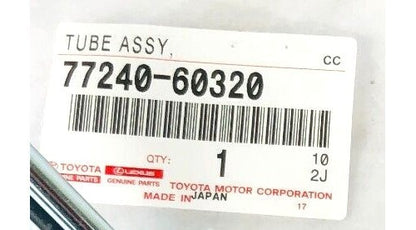 TUBE ASSY,
CC
77240-60320
QTY: 1
10
2J
TOYOTA
GENUINE PARTS
LEXUS
GENUINE PARTS
TOYOTA MOTOR CORPORATION
MADE IN JAPAN
17